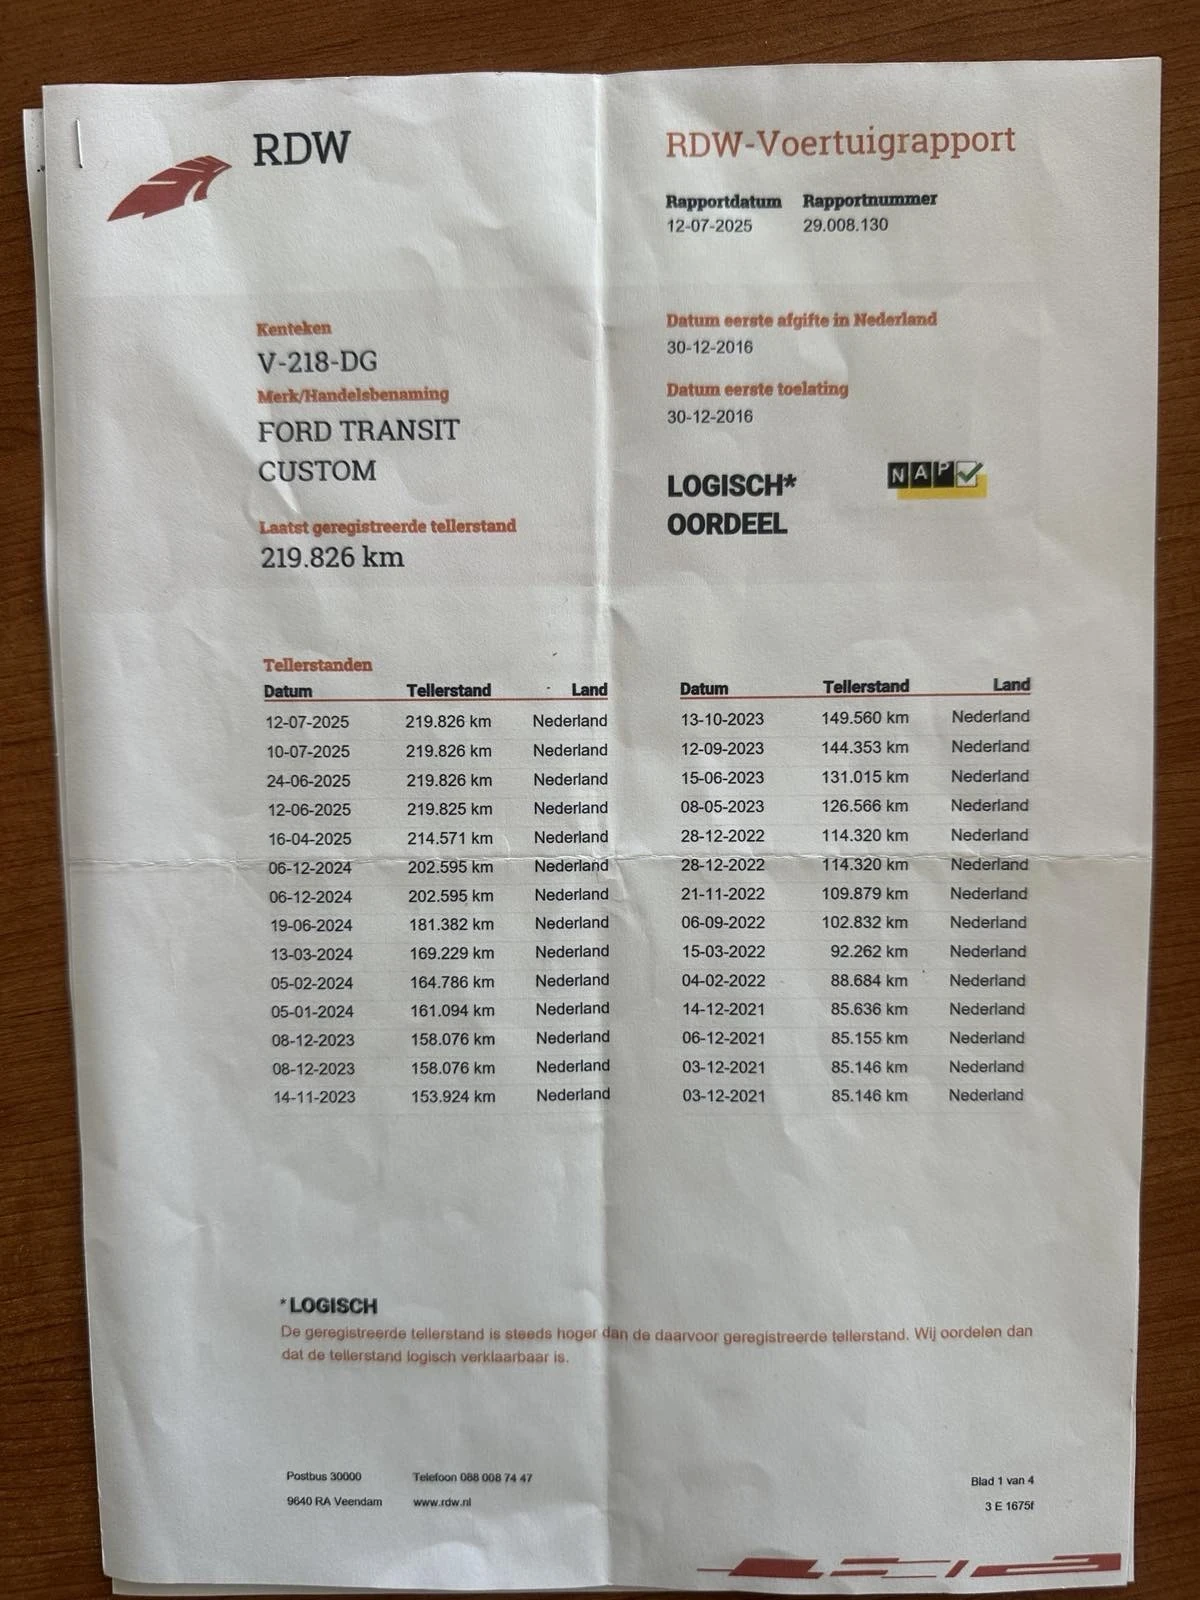 RDW
RDW-Voertuigrapport
Rapportdatum Rapportnummer
12-07-2025 29.008.130
Kenteken
V-218-DG
Merk/Handelsbenaming
FORD TRANSIT
CUSTOM
Laatst geregistreerde tellerstand
219.826 km
Datum eerste afgifte in Nederland
30-12-2016
Datum eerste toelating
30-12-2016
LOGISCH*
OORDEEL
NAP
Tellerstanden
Datum Tellerstand Land
12-07-2025 219.826 km Nederland
10-07-2025 219.826 km Nederland
24-06-2025 219.826 km Nederland
12-06-2025 219.825 km Nederland
16-04-2025 214.571 km Nederland
06-12-2024 202.595 km Nederland
06-12-2024 202.595 km Nederland
19-06-2024 181.382 km Nederland
13-03-2024 169.229 km Nederland
05-02-2024 164.786 km Nederland
05-01-2024 161.094 km Nederland
08-12-2023 158.076 km Nederland
08-12-2023 158.076 km Nederland
14-11-2023 153.924 km Nederland
Datum Tellerstand Land
13-10-2023 149.560 km Nederland
12-09-2023 144.353 km Nederland
15-06-2023 131.015 km Nederland
08-05-2023 126.566 km Nederland
28-12-2022 114.320 km Nederland
28-12-2022 114.320 km Nederland
21-11-2022 109.879 km Nederland
06-09-2022 102.832 km Nederland
15-03-2022 92.262 km Nederland
04-02-2022 88.684 km Nederland
14-12-2021 85.636 km Nederland
06-12-2021 85.155 km Nederland
03-12-2021 85.146 km Nederland
03-12-2021 85.146 km Nederland
*LOGISCH
De geregistreerde tellerstand is steeds hoger dan de daarvoor geregistreerde tellerstand. Wij oordelen dan
dat de tellerstand logisch verklaarbaar is.
Postbus 30000 Telefoon 088 008 74 47
9640 RA Veendam www.rdw.nl
Blad 1 van 4
3 E 1675f